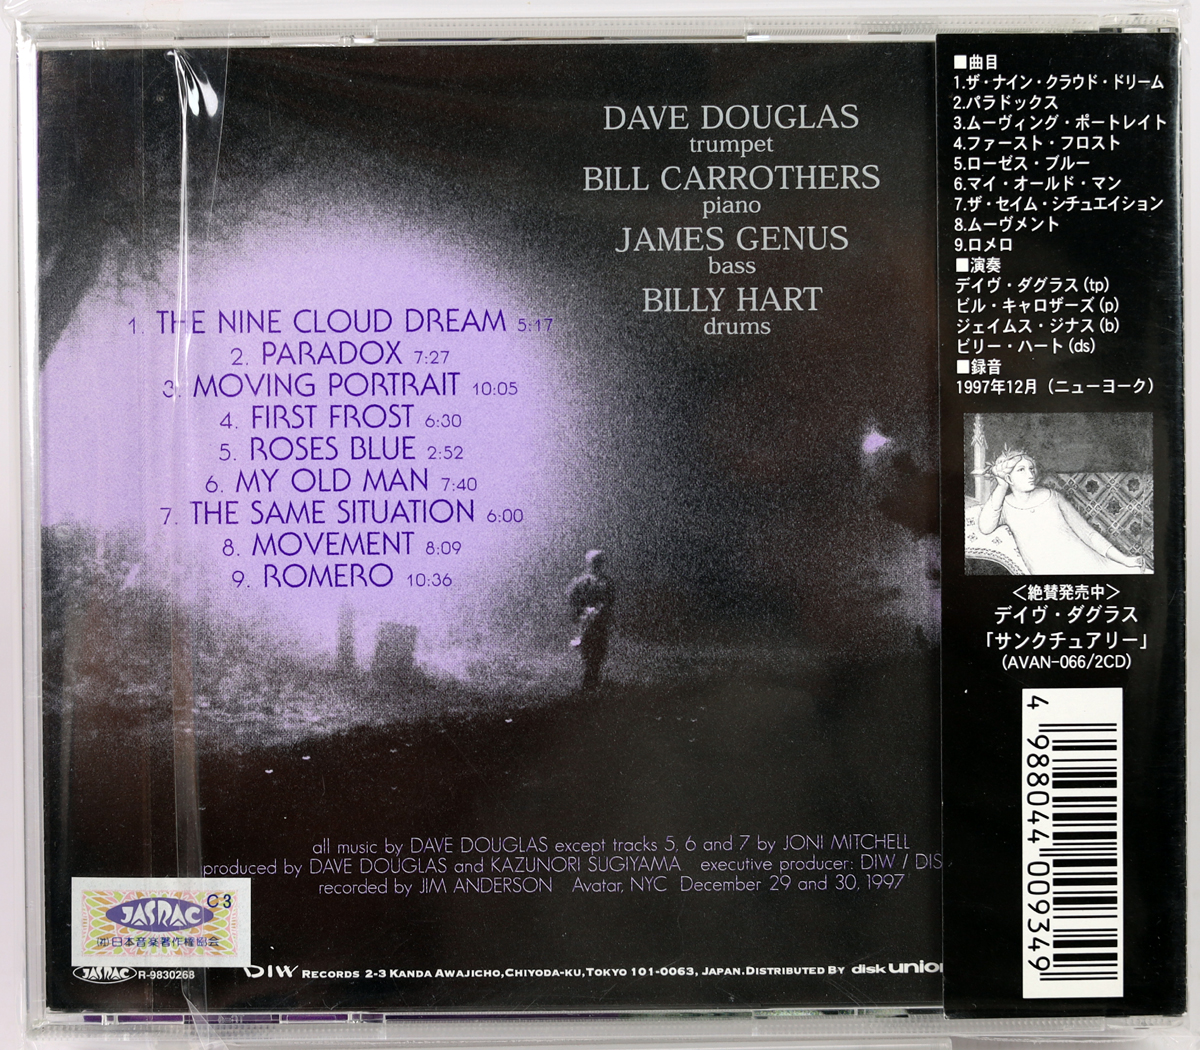 DAVE DOUGLAS
trumpet
BILL CARROTHERS
piano
JAMES GENUS
bass
BILLY HART
drums
1. THE NINE CLOUD DREAM 5:17
2. PARADOX 7:27
3. MOVING PORTRAIT 10:05
4. FIRST FROST 6:30
5. ROSES BLUE 2:52
6. MY OLD MAN 7:40
7. THE SAME SITUATION 6:00
8. MOVEMENT 8:09
9. ROMERO 10:36
all music by DAVE DOUGLAS except tracks 5, 6 and 7 by JONI MITCHELL
produced by DAVE DOUGLAS and KAZUNORI SUGIYAMA executive producer: DIW / DIS
recorded by JIM ANDERSON Avatar, NYC December 29 and 30, 1997
JASRAC C3
(社)日本音楽著作権協会
JASRAC R-9830268
DIW RECORDS 2-3 KANDA AWAJICHO,CHIYODA-KU,TOKYO 101-0063, JAPAN.DISTRIBUTED BY disk union
■曲目
1.ザ・ナイン・クラウド・ドリーム
2.パラドックス
3.ムーヴィング・ポートレイト
4.ファースト・フロスト
5.ローゼス・ブルー
6.マイ・オールド・マン
7.ザ・セイム・シチュエイション
8.ムーヴメント
9.ロメロ
■演奏
デイヴ・ダグラス(tp)
ビル・キャロザーズ(p)
ジェイムス・ジナス(b)
ビリー・ハート(ds)
■録音
1997年12月(ニューヨーク)
<絶賛発売中>
デイヴ・ダグラス
「サンクチュアリー」
(AVAN-066/2CD)
4 988044 009349